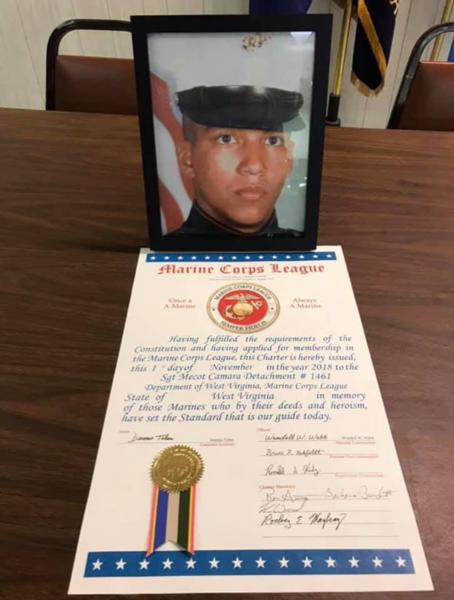 Marine Corps League
Once a
A Marine
Always
A Marine
MARINE CORPS LEAGUE
SEMPER FIDELIS
Having fulfilled the requirements of the
Constitution and having applied for membership in
the Marine Corps League, this Charter is hereby issued,
this 1st day of November in the year 2018 to the
Sgt Mecot Camara Detachment # 1461
Department of West Virginia, Marine Corps League
State of West Virginia in memory
of those Marines who by their deeds and heroism,
have set the Standard that is our guide today.
Wendell W. Webb
Rodney E.